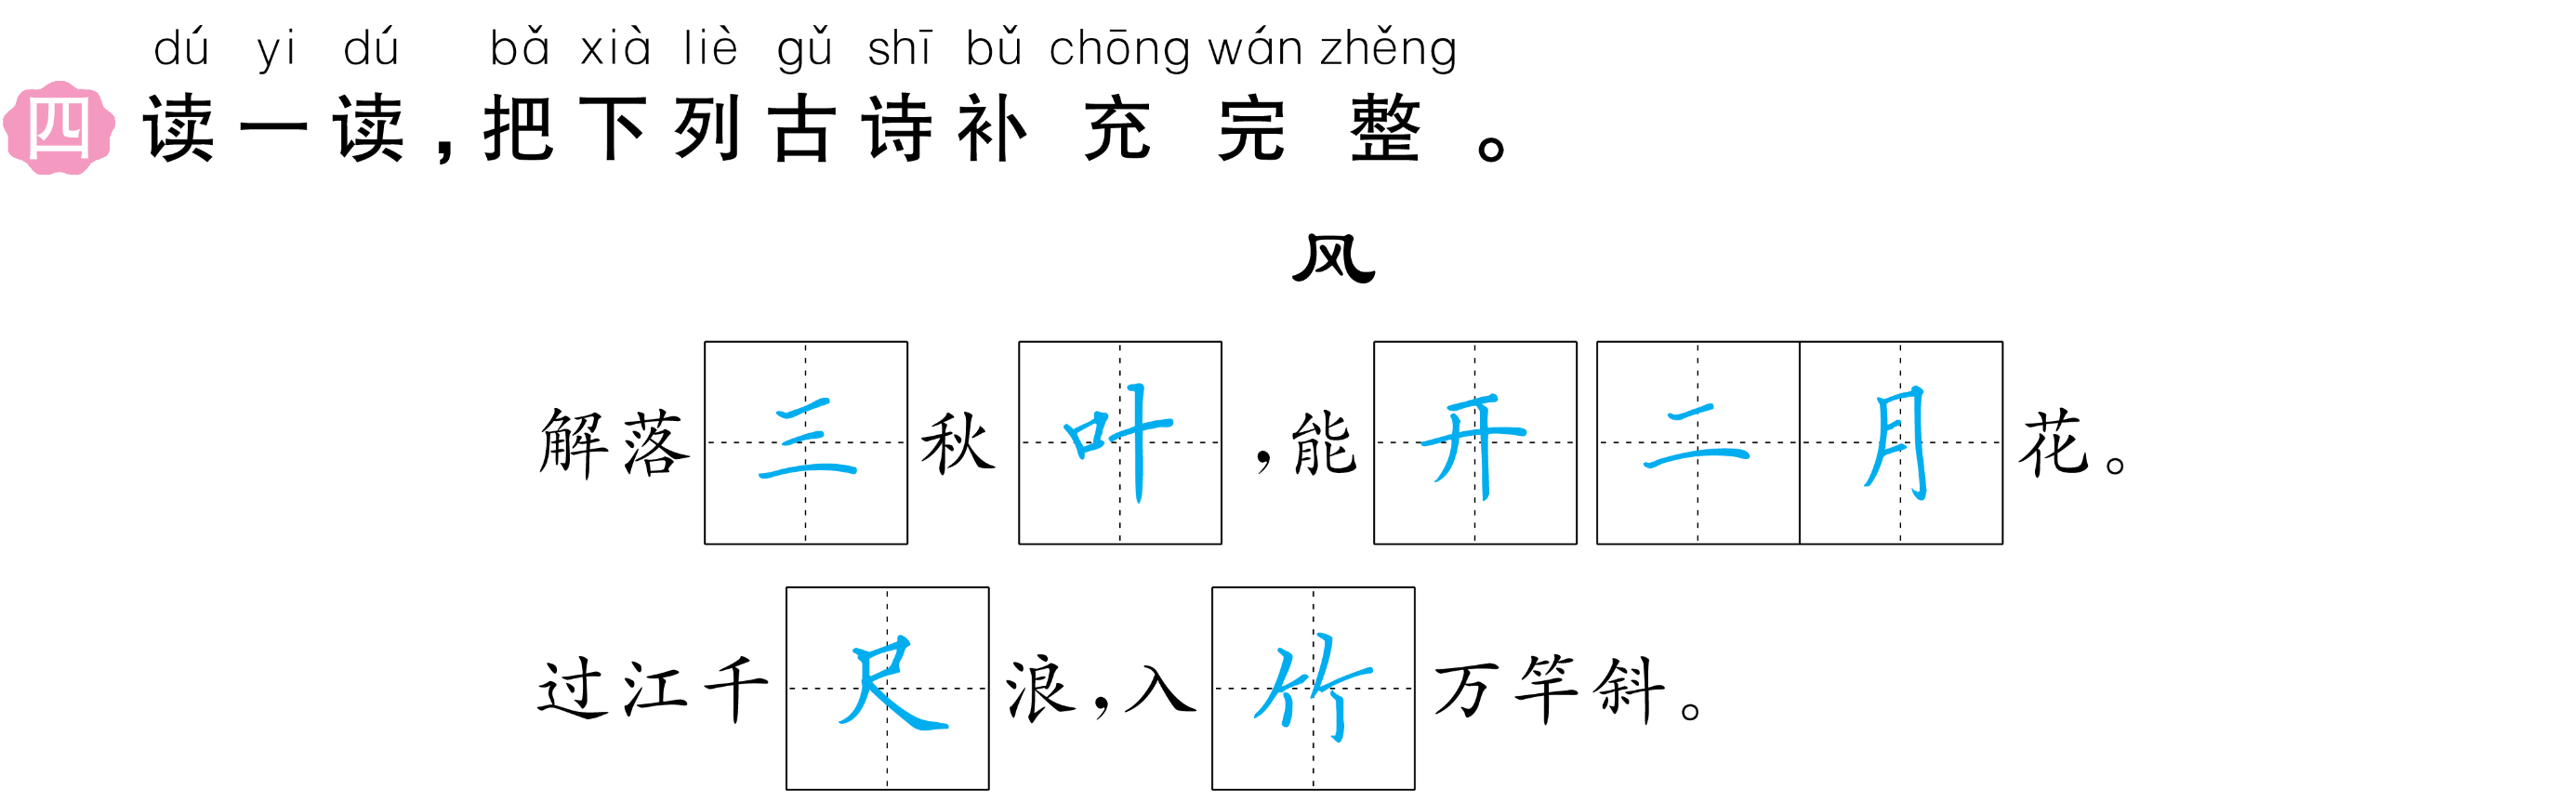 dú yi dú bǎ xià liè gǔ shī bǔ chōng wán zhěng
四 读一读,把下列古诗补充完整。
风
解落三秋叶,能开二月花。
过江千尺浪,入竹万竿斜。